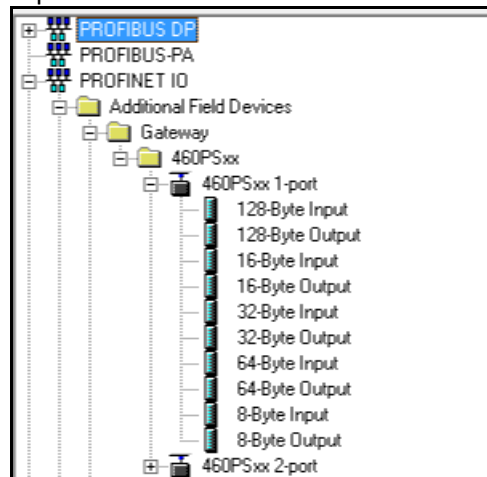 PROFIBUS DP
PROFIBUS-PA
PROFINET IO
Additional Field Devices
Gateway
460PSxx
460PSxx 1-port
128-Byte Input
128-Byte Output
16-Byte Input
16-Byte Output
32-Byte Input
32-Byte Output
64-Byte Input
64-Byte Output
8-Byte Input
8-Byte Output
460PSxx 2-port